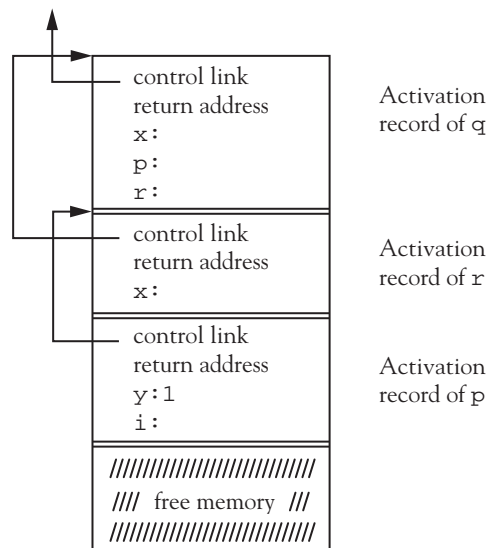 control link
return address
x:
p:
r:
Activation
record of q
control link
return address
x:
Activation
record of r
control link
return address
y:1
i:
Activation
record of p
free memory